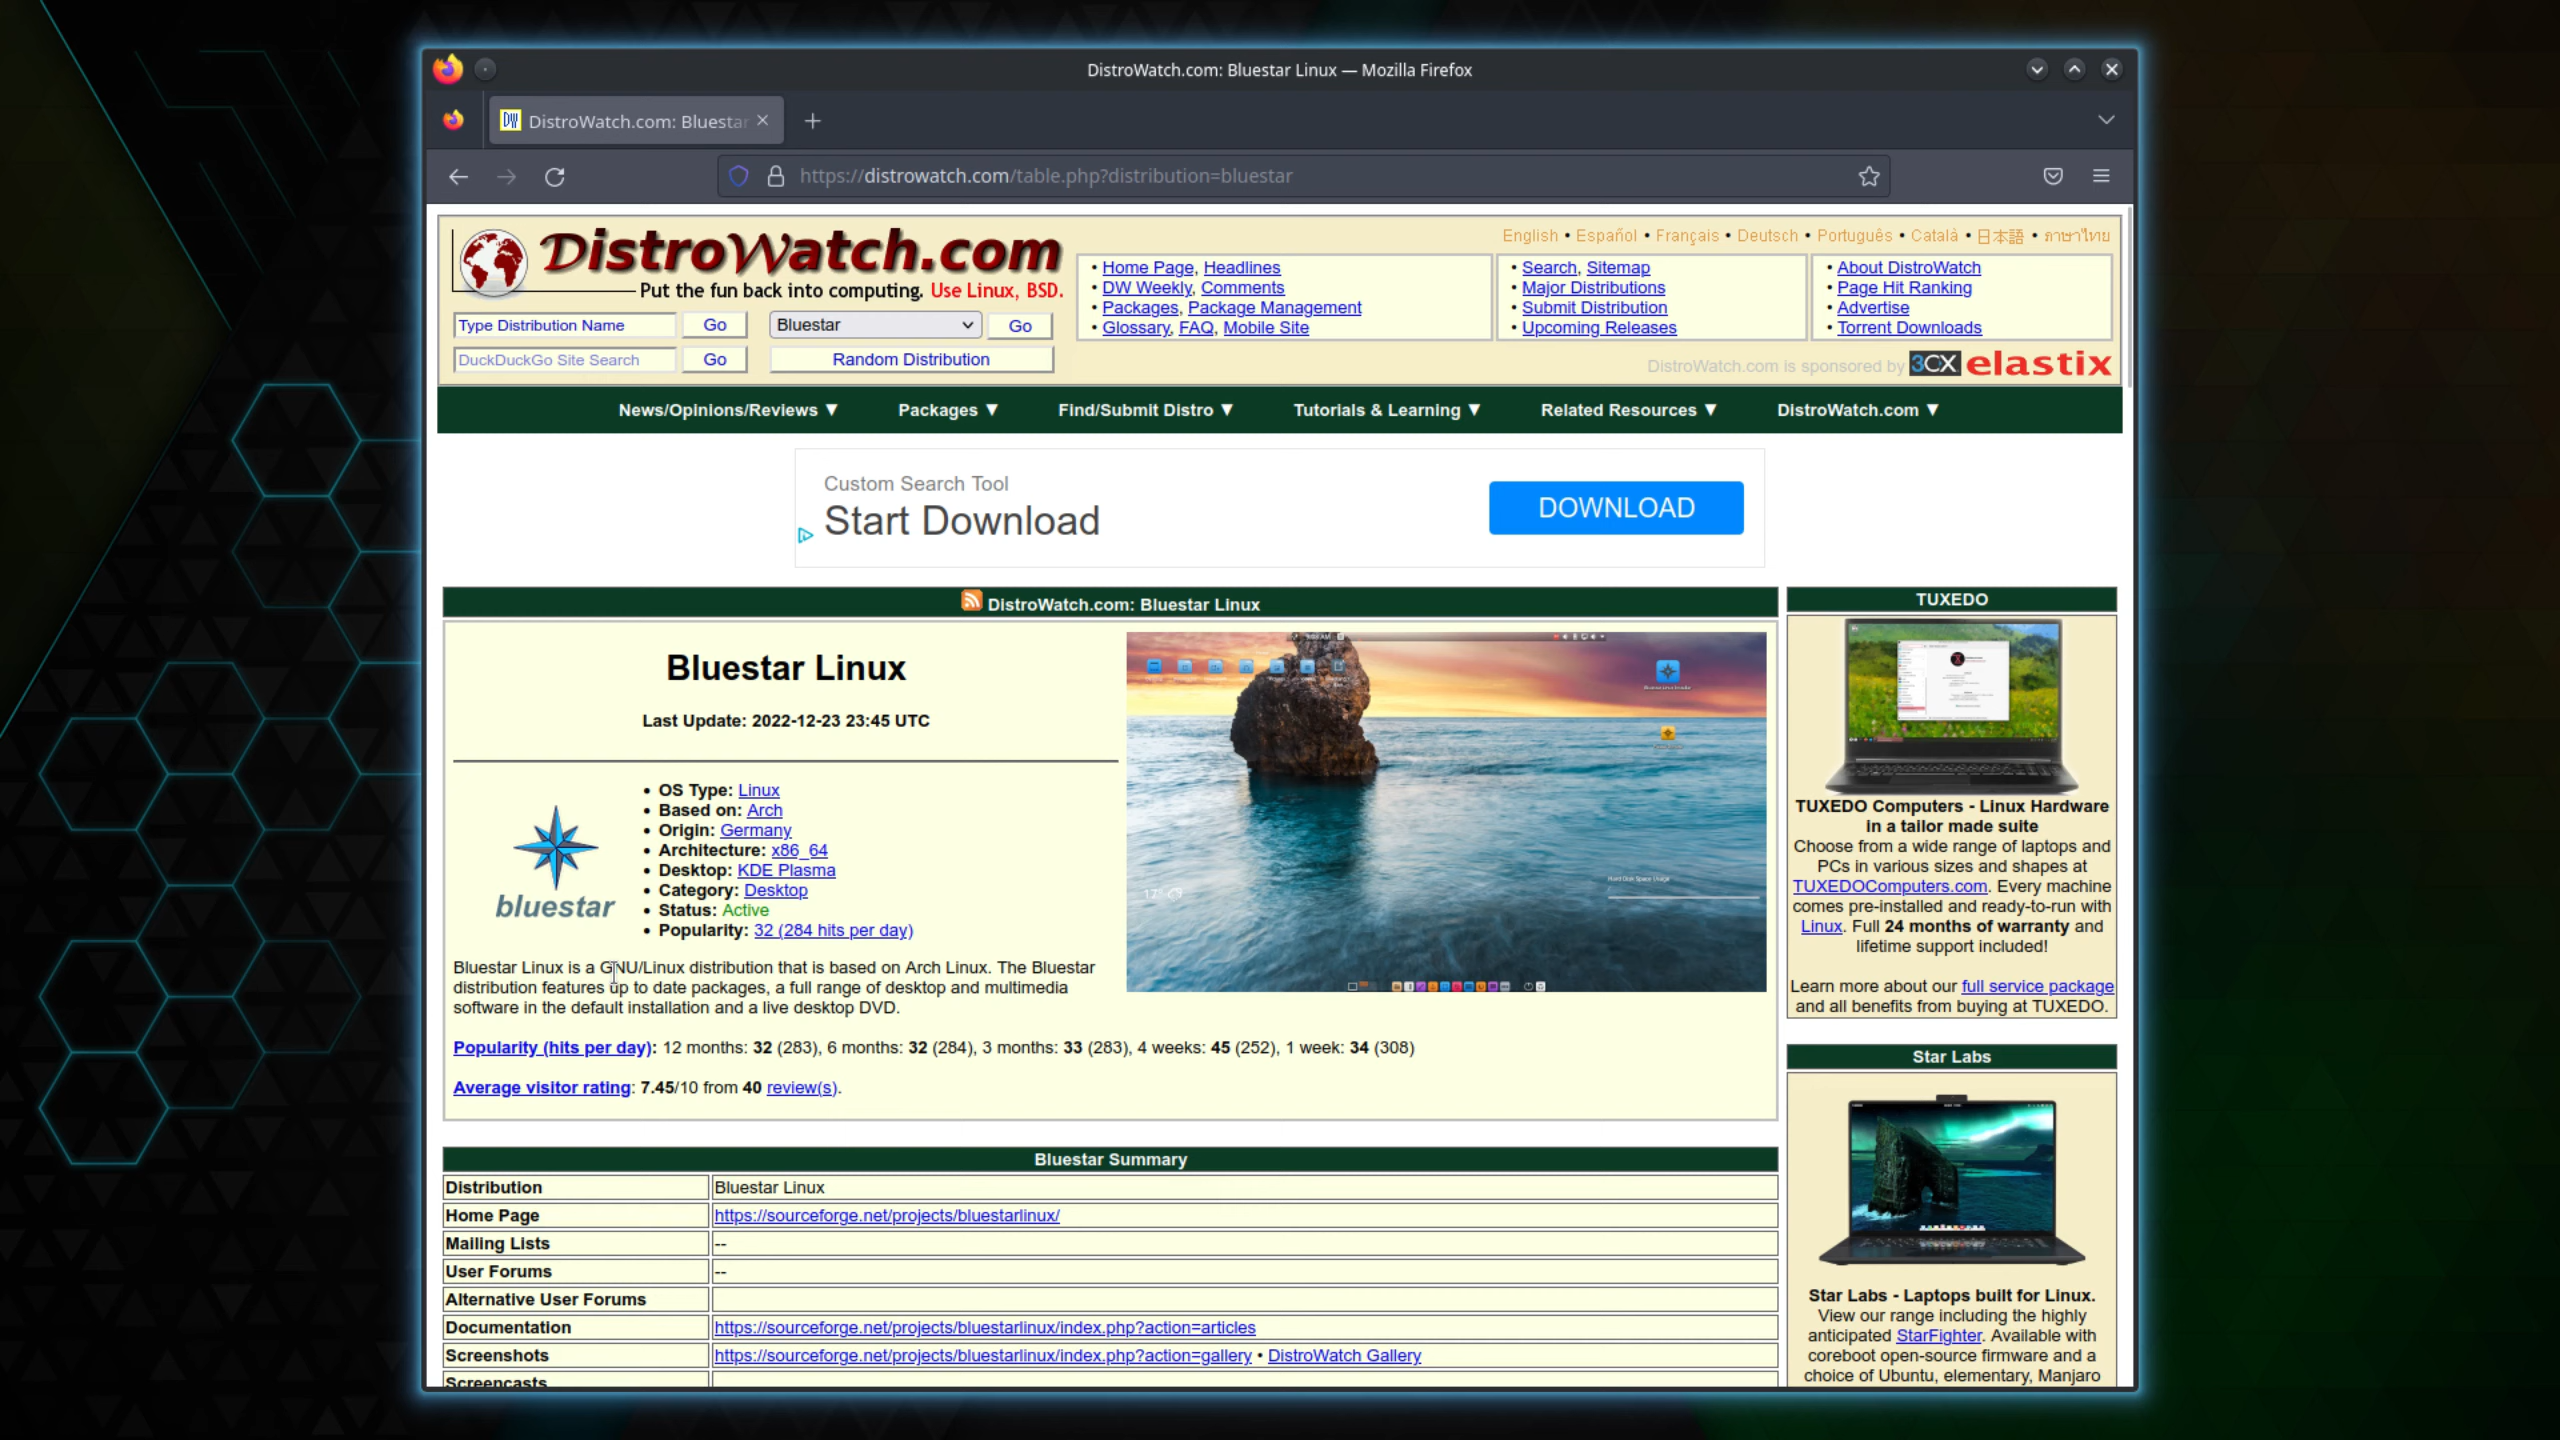 DistroWatch.com: Bluestar Linux — Mozilla Firefox
DW DistroWatch.com: Bluestar
https://distrowatch.com/table.php?distribution=bluestar
DistroWatch.com
Put the fun back into computing. Use Linux, BSD.
English • Español • Français • Deutsch • Português • Català • 日本語 • ภาษาไทย
• Home Page, Headlines
• DW Weekly, Comments
• Packages, Package Management
• Glossary, FAQ, Mobile Site
• Search, Sitemap
• Major Distributions
• Submit Distribution
• Upcoming Releases
• About DistroWatch
• Page Hit Ranking
• Advertise
• Torrent Downloads
Type Distribution Name Go Bluestar Go
DuckDuckGo Site Search Go Random Distribution
DistroWatch.com is sponsored by 3CX elastix
News/Opinions/Reviews ▼ Packages ▼ Find/Submit Distro ▼ Tutorials & Learning ▼ Related Resources ▼ DistroWatch.com ▼
Custom Search Tool
Start Download
DOWNLOAD
DistroWatch.com: Bluestar Linux
Bluestar Linux
Last Update: 2022-12-23 23:45 UTC
bluestar
• OS Type: Linux
• Based on: Arch
• Origin: Germany
• Architecture: x86_64
• Desktop: KDE Plasma
• Category: Desktop
• Status: Active
• Popularity: 32 (284 hits per day)
17°
Hard Disk Space Usage
Bluestar Linux is a GNU/Linux distribution that is based on Arch Linux. The Bluestar
distribution features up to date packages, a full range of desktop and multimedia
software in the default installation and a live desktop DVD.
Popularity (hits per day): 12 months: 32 (283), 6 months: 32 (284), 3 months: 33 (283), 4 weeks: 45 (252), 1 week: 34 (308)
Average visitor rating: 7.45/10 from 40 review(s).
Bluestar Summary
Distribution Bluestar Linux
Home Page https://sourceforge.net/projects/bluestarlinux/
Mailing Lists --
User Forums --
Alternative User Forums
Documentation https://sourceforge.net/projects/bluestarlinux/index.php?action=articles
Screenshots https://sourceforge.net/projects/bluestarlinux/index.php?action=gallery • DistroWatch Gallery
Screencasts
TUXEDO
TUXEDO Computers - Linux Hardware
in a tailor made suite
Choose from a wide range of laptops and
PCs in various sizes and shapes at
TUXEDOComputers.com. Every machine
comes pre-installed and ready-to-run with
Linux. Full 24 months of warranty and
lifetime support included!
Learn more about our full service package
and all benefits from buying at TUXEDO.
Star Labs
Star Labs - Laptops built for Linux.
View our range including the highly
anticipated StarFighter. Available with
coreboot open-source firmware and a
choice of Ubuntu, elementary, Manjaro